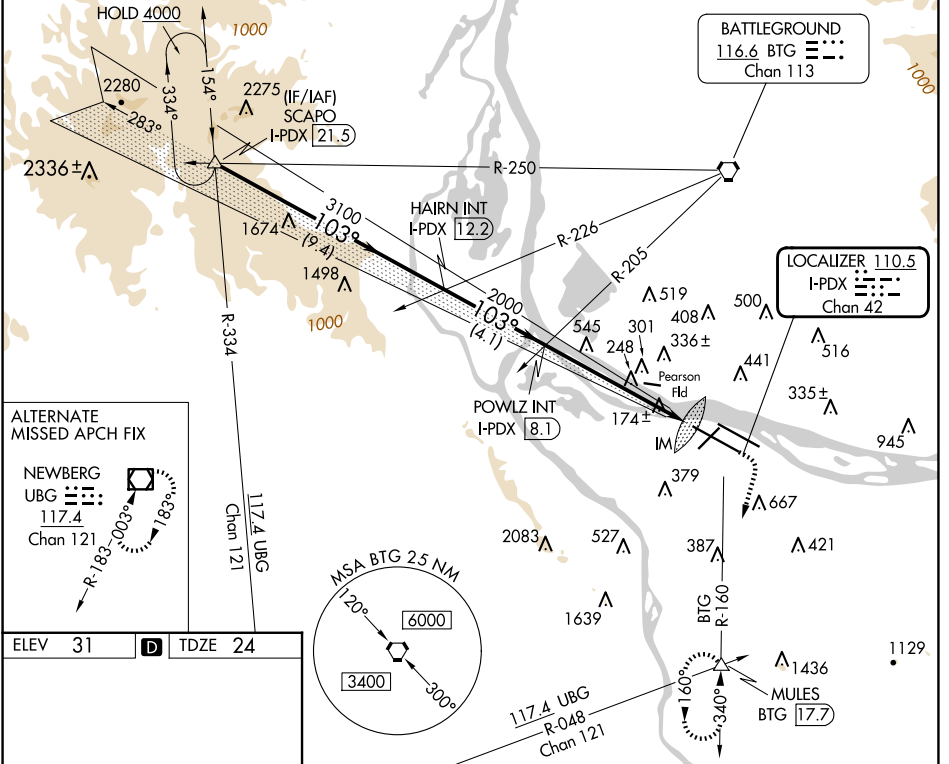 HOLD 4000
1000
BATTLEGROUND
116.6 BTG
Chan 113
1000
154°
334°
2280
283°
2275
(IF/IAF)
SCAPO
I-PDX 21.5
2336±
R-250
3100
103°
(9.4)
1674
HAIRN INT
I-PDX 12.2
R-226
R-205
1498
1000
2000
103°
(4.1)
LOCALIZER 110.5
I-PDX
Chan 42
519
408
500
545
301
248
336±
516
441
Pearson
Fld
335±
174±
945
R-334
POWLZ INT
I-PDX 8.1
IM
379
667
ALTERNATE
MISSED APCH FIX
NEWBERG
UBG
117.4
Chan 121
183°
R-183-003°
117.4 UBG
Chan 121
2083
527
387
421
1639
MSA BTG 25 NM
120°
6000
3400
300°
BTG
R-160
1436
1129
160°
340°
MULES
BTG 17.7
117.4 UBG
R-048
Chan 121
ELEV 31
D
TDZE 24